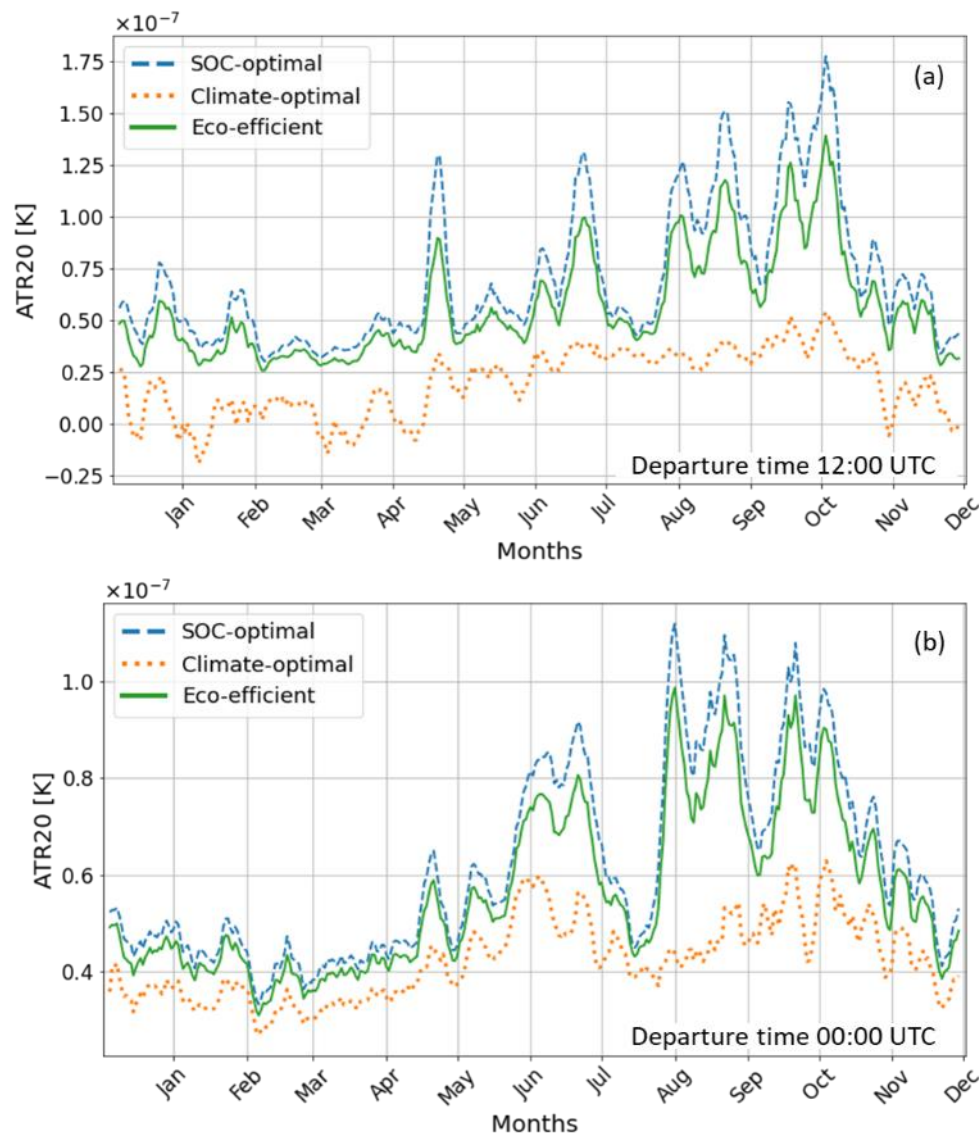 ×10⁻⁷
SOC-optimal
Climate-optimal
Eco-efficient
(a)
1.75
1.50
1.25
1.00
0.75
0.50
0.25
0.00
−0.25
ATR20 [K]
Departure time 12:00 UTC
Jan Feb Mar Apr May Jun Jul Aug Sep Oct Nov Dec
Months
×10⁻⁷
SOC-optimal
Climate-optimal
Eco-efficient
(b)
1.0
0.8
0.6
0.4
ATR20 [K]
Departure time 00:00 UTC
Jan Feb Mar Apr May Jun Jul Aug Sep Oct Nov Dec
Months